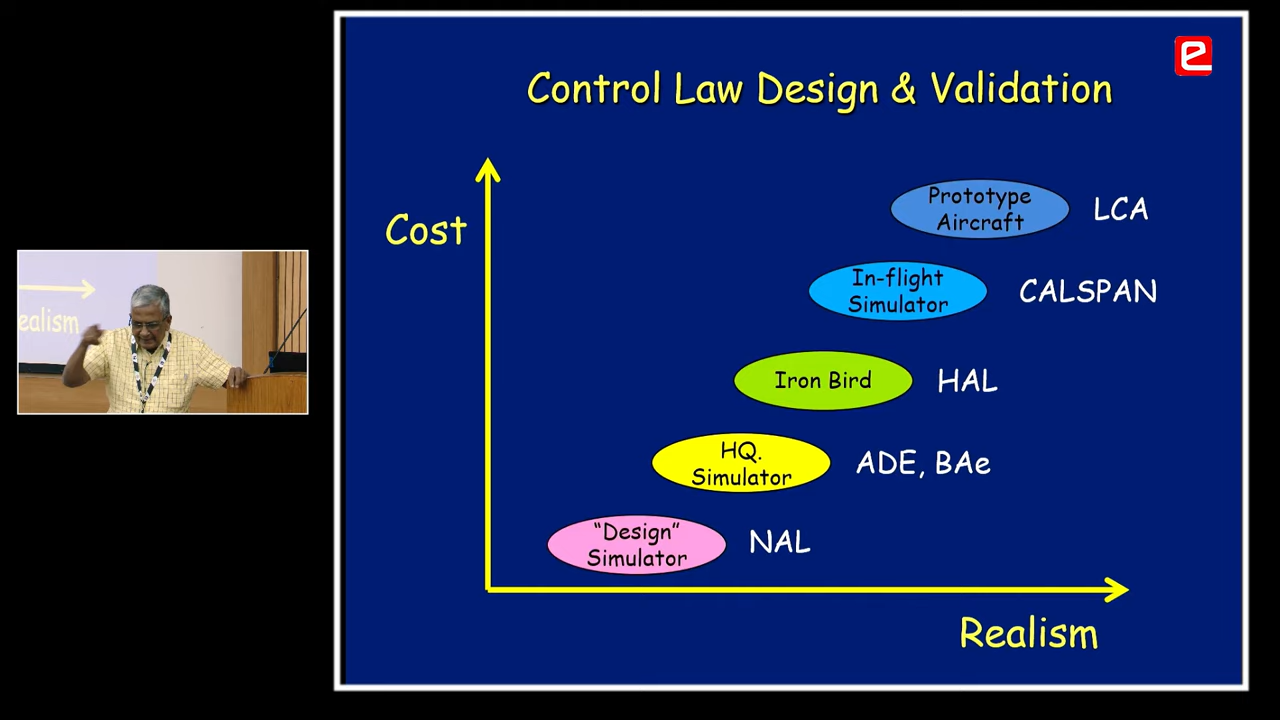 Control Law Design & Validation
e
Cost
Prototype
Aircraft
LCA
In-flight
Simulator
CALSPAN
Iron Bird
HAL
HQ.
Simulator
ADE, BAe
"Design"
Simulator
NAL
Realism
ealism